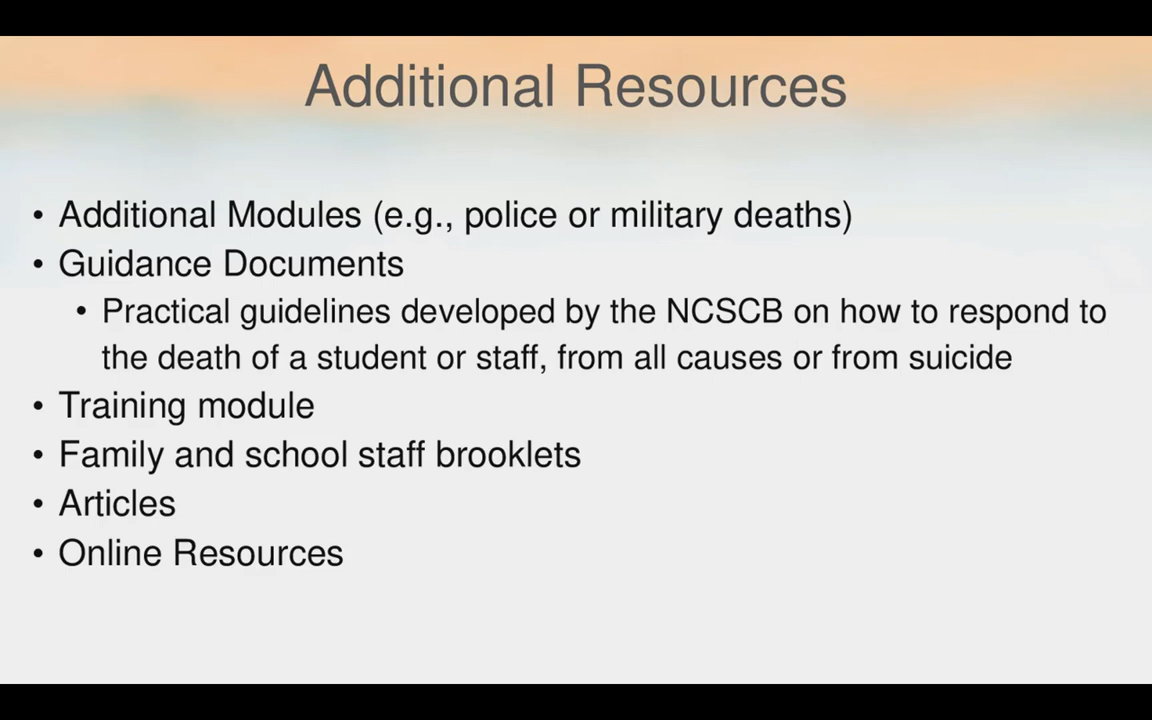 Additional Resources
• Additional Modules (e.g., police or military deaths)
• Guidance Documents
• Practical guidelines developed by the NCSCB on how to respond to
the death of a student or staff, from all causes or from suicide
• Training module
• Family and school staff brooklets
• Articles
• Online Resources